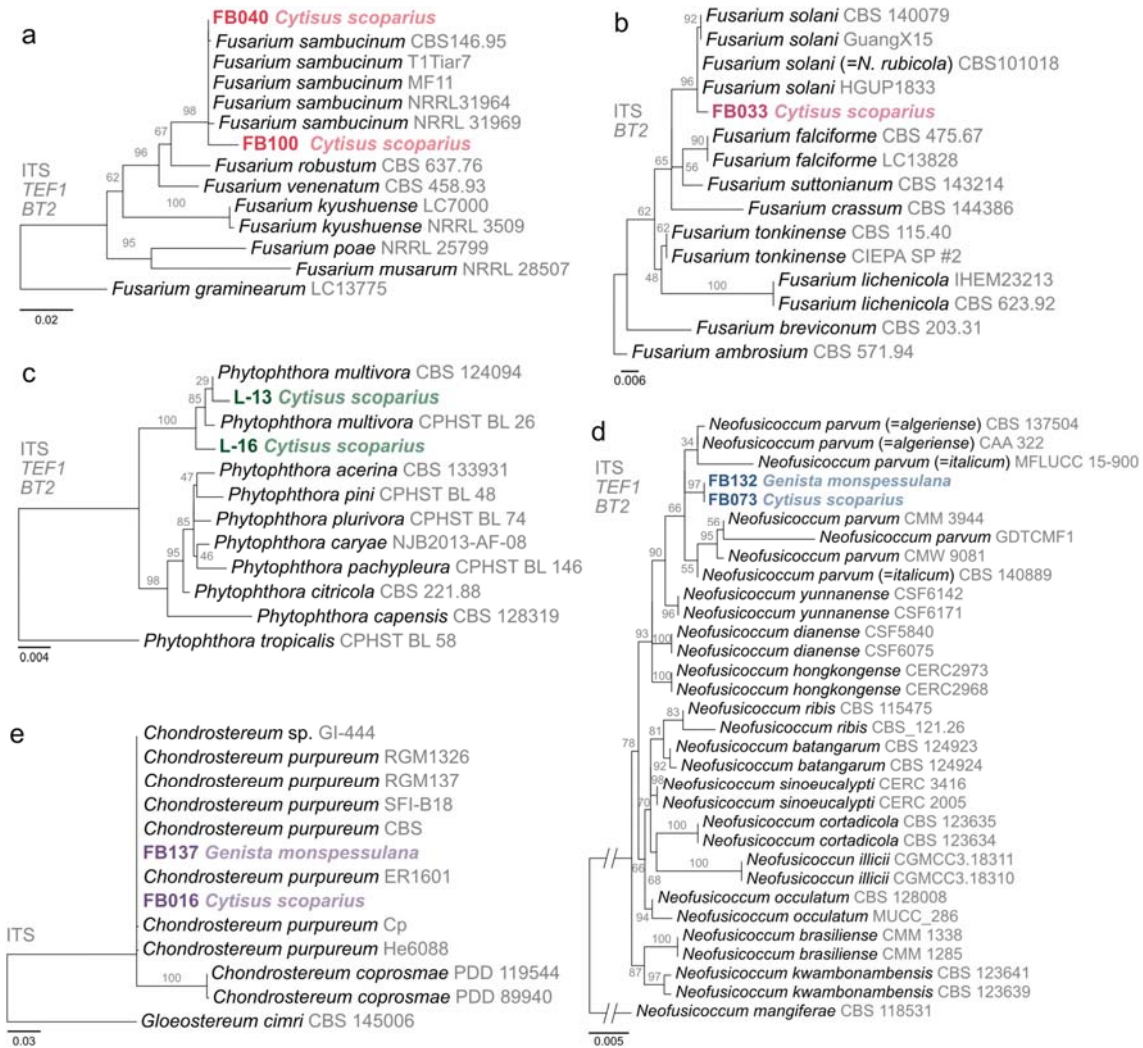 a
FB040 Cytisus scoparius
Fusarium sambucinum CBS146.95
Fusarium sambucinum T1Tiar7
Fusarium sambucinum MF11
Fusarium sambucinum NRRL31964
Fusarium sambucinum NRRL 31969
FB100 Cytisus scoparius
Fusarium robustum CBS 637.76
Fusarium venenatum CBS 458.93
Fusarium kyushuense LC7000
Fusarium kyushuense NRRL 3509
Fusarium poae NRRL 25799
Fusarium musarum NRRL 28507
Fusarium graminearum LC13775
98
67
96
62
100
95
ITS
TEF1
BT2
0.02
b
Fusarium solani CBS 140079
Fusarium solani GuangX15
Fusarium solani (=N. rubicola) CBS101018
Fusarium solani HGUP1833
FB033 Cytisus scoparius
Fusarium falciforme CBS 475.67
Fusarium falciforme LC13828
Fusarium suttonianum CBS 143214
Fusarium crassum CBS 144386
Fusarium tonkinense CBS 115.40
Fusarium tonkinense CIEPA SP #2
Fusarium lichenicola IHEM23213
Fusarium lichenicola CBS 623.92
Fusarium breviconum CBS 203.31
Fusarium ambrosium CBS 571.94
92
96
90
65
56
62
62
48
100
ITS
BT2
0.006
c
Phytophthora multivora CBS 124094
L-13 Cytisus scoparius
Phytophthora multivora CPHST BL 26
L-16 Cytisus scoparius
Phytophthora acerina CBS 133931
Phytophthora pini CPHST BL 48
Phytophthora plurivora CPHST BL 74
Phytophthora caryae NJB2013-AF-08
Phytophthora pachypleura CPHST BL 146
Phytophthora citricola CBS 221.88
Phytophthora capensis CBS 128319
Phytophthora tropicalis CPHST BL 58
29
85
100
47
85
46
95
98
ITS
TEF1
BT2
0.004
d
Neofusicoccum parvum (=algeriense) CBS 137504
Neofusicoccum parvum (=algeriense) CAA 322
Neofusicoccum parvum (=italicum) MFLUCC 15-900
FB132 Genista monspessulana
FB073 Cytisus scoparius
Neofusicoccum parvum CMM 3944
Neofusicoccum parvum GDTCMF1
Neofusicoccum parvum CMW 9081
Neofusicoccum parvum (=italicum) CBS 140889
Neofusicoccum yunnanense CSF6142
Neofusicoccum yunnanense CSF6171
Neofusicoccum dianense CSF5840
Neofusicoccum dianense CSF6075
Neofusicoccum hongkongense CERC2973
Neofusicoccum hongkongense CERC2968
Neofusicoccum ribis CBS 115475
Neofusicoccum ribis CBS_121.26
Neofusicoccum batangarum CBS 124923
Neofusicoccum batangarum CBS 124924
Neofusicoccum sinoeucalypti CERC 3416
Neofusicoccum sinoeucalypti CERC 2005
Neofusicoccum cortadicola CBS 123635
Neofusicoccum cortadicola CBS 123634
Neofusicoccun illicii CGMCC3.18311
Neofusicoccun illicii CGMCC3.18310
Neofusicoccum occulatum CBS 128008
Neofusicoccum occulatum MUCC_286
Neofusicoccum brasiliense CMM 1338
Neofusicoccum brasiliense CMM 1285
Neofusicoccum kwambonambensis CBS 123641
Neofusicoccum kwambonambensis CBS 123639
Neofusicoccum mangiferae CBS 118531
34
97
66
56
95
55
90
96
93
100
100
83
81
78
92
98
70
100
100
66
68
94
100
87
97
ITS
TEF1
BT2
0.005
e
Chondrostereum sp. GI-444
Chondrostereum purpureum RGM1326
Chondrostereum purpureum RGM137
Chondrostereum purpureum SFI-B18
Chondrostereum purpureum CBS
FB137 Genista monspessulana
Chondrostereum purpureum ER1601
FB016 Cytisus scoparius
Chondrostereum purpureum Cp
Chondrostereum purpureum He6088
Chondrostereum coprosmae PDD 119544
Chondrostereum coprosmae PDD 89940
Gloeostereum cimri CBS 145006
100
ITS
0.03